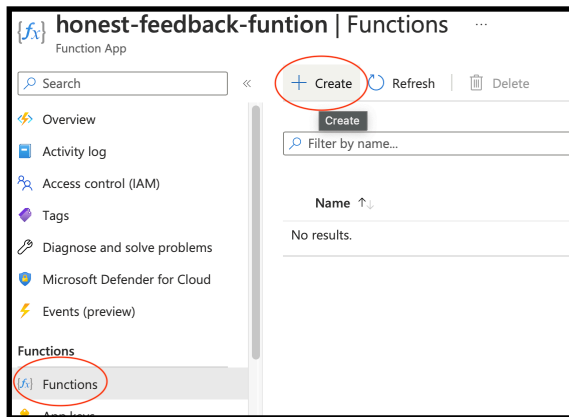 {fx} honest-feedback-funtion | Functions ...
Function App
Search «
+ Create Refresh Delete
Create
Filter by name...
Name ↑↓
No results.
Overview
Activity log
Access control (IAM)
Tags
Diagnose and solve problems
Microsoft Defender for Cloud
Events (preview)
Functions
{fx} Functions
App keys